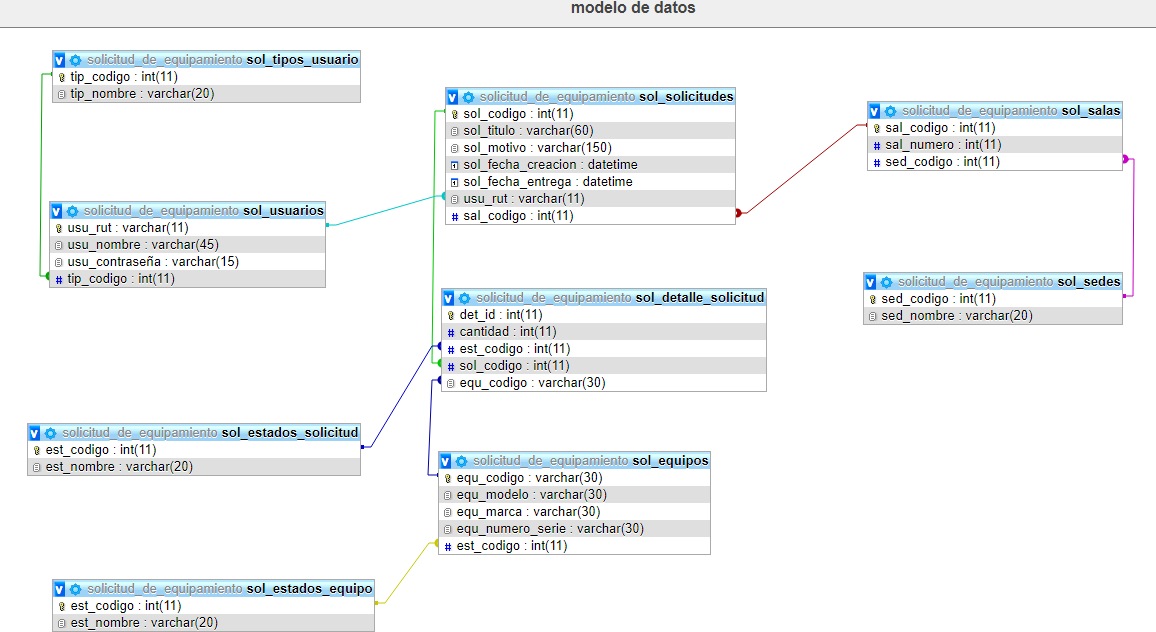 modelo de datos
solicitud_de_equipamiento sol_tipos_usuario
tip_codigo : int(11)
tip_nombre : varchar(20)
solicitud_de_equipamiento sol_usuarios
usu_rut : varchar(11)
usu_nombre : varchar(45)
usu_contraseña : varchar(15)
tip_codigo : int(11)
solicitud_de_equipamiento sol_estados_solicitud
est_codigo : int(11)
est_nombre : varchar(20)
solicitud_de_equipamiento sol_estados_equipo
est_codigo : int(11)
est_nombre : varchar(20)
solicitud_de_equipamiento sol_solicitudes
sol_codigo : int(11)
sol_titulo : varchar(60)
sol_motivo : varchar(150)
sol_fecha_creacion : datetime
sol_fecha_entrega : datetime
usu_rut : varchar(11)
sal_codigo : int(11)
solicitud_de_equipamiento sol_detalle_solicitud
det_id : int(11)
cantidad : int(11)
est_codigo : int(11)
sol_codigo : int(11)
equ_codigo : varchar(30)
solicitud_de_equipamiento sol_equipos
equ_codigo : varchar(30)
equ_modelo : varchar(30)
equ_marca : varchar(30)
equ_numero_serie : varchar(30)
est_codigo : int(11)
solicitud_de_equipamiento sol_salas
sal_codigo : int(11)
sal_numero : int(11)
sed_codigo : int(11)
solicitud_de_equipamiento sol_sedes
sed_codigo : int(11)
sed_nombre : varchar(20)